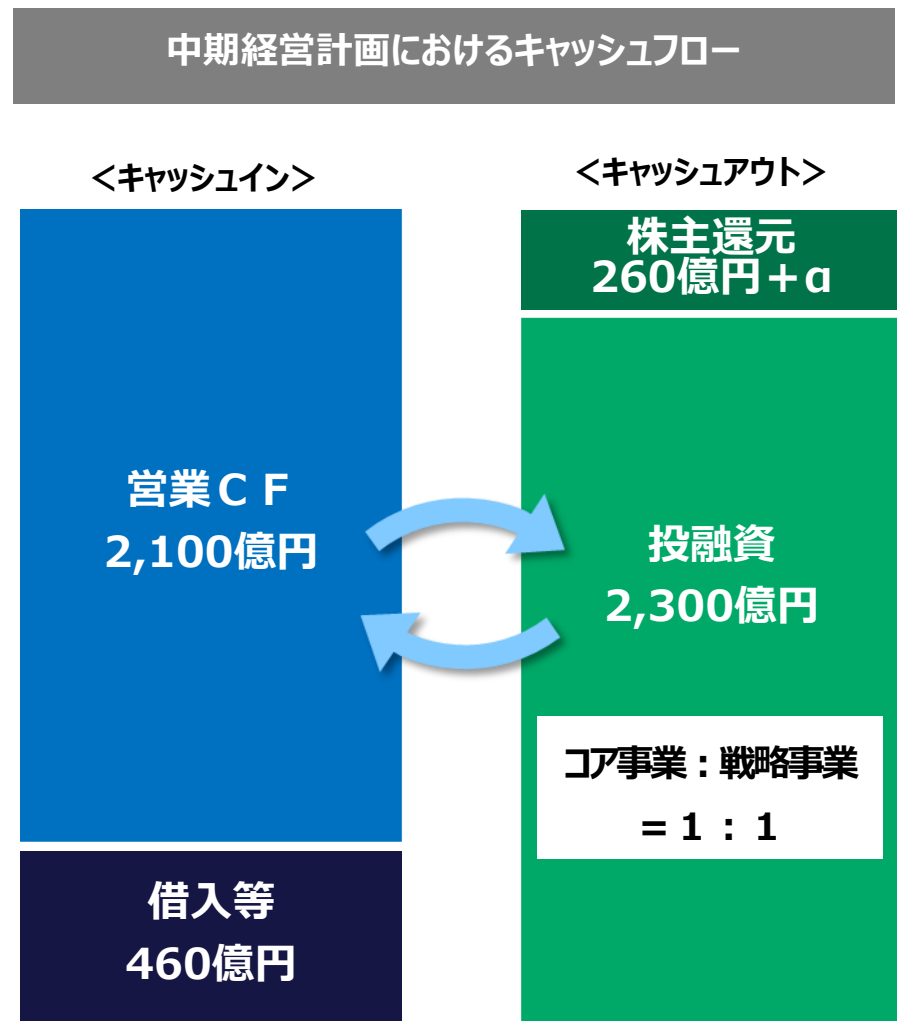 中期経営計画におけるキャッシュフロー
＜キャッシュイン＞
営業ＣＦ
2,100億円
借入等
460億円
＜キャッシュアウト＞
株主還元
260億円＋α
投融資
2,300億円
コア事業：戦略事業
＝１：１